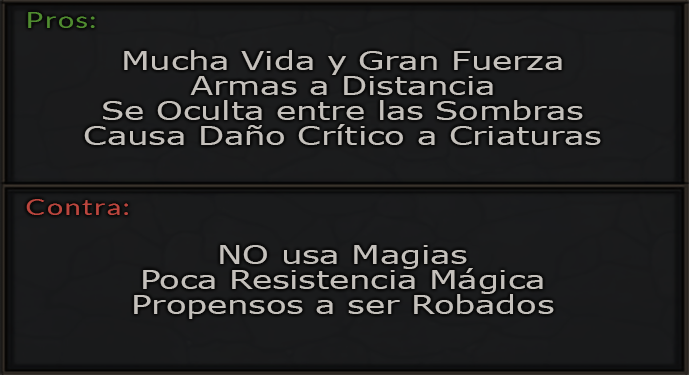 Pros:
Mucha Vida y Gran Fuerza
Armas a Distancia
Se Oculta entre las Sombras
Causa Daño Crítico a Criaturas
Contra:
NO usa Magias
Poca Resistencia Mágica
Propensos a ser Robados